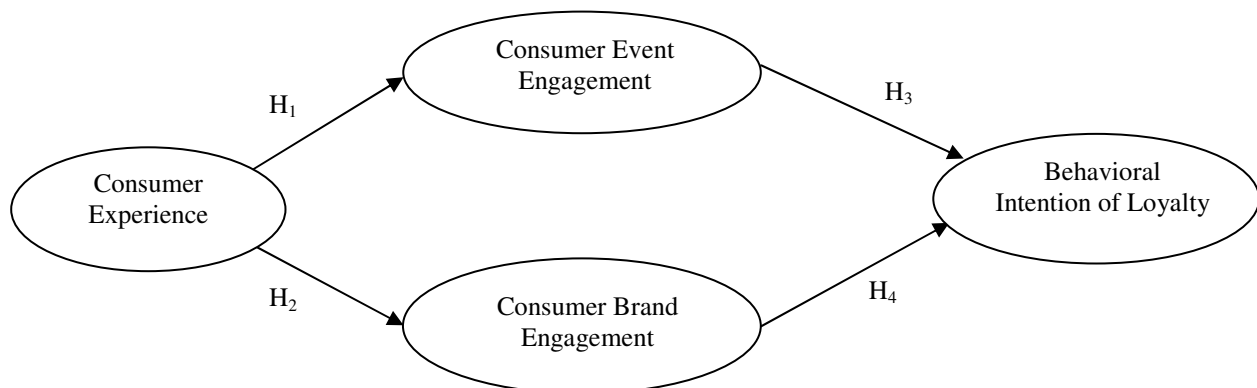 Consumer Event
Engagement
H₁
H₃
Consumer
Experience
Behavioral
Intention of Loyalty
H₂
H₄
Consumer Brand
Engagement